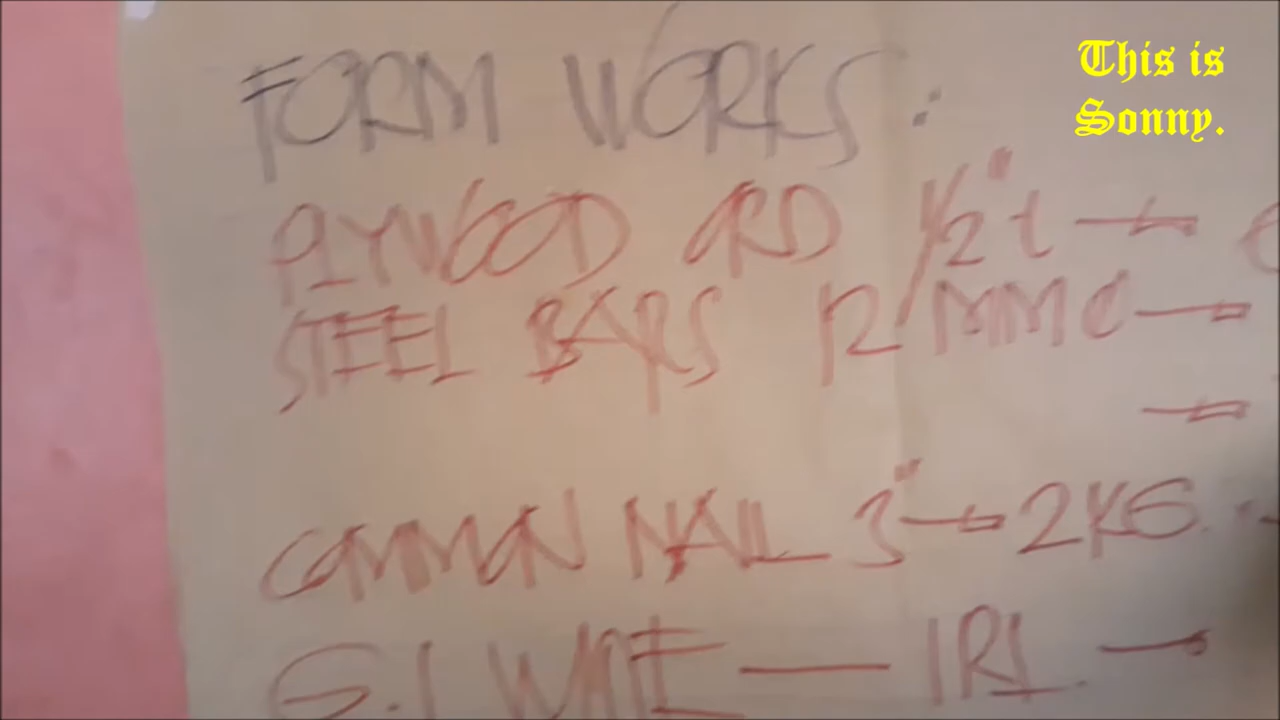 This is
Sonny.
FORM WORKS :
PLYWOOD ORD 1/2" t →
STEEL BARS 12 MM ∅ →
→
COMMON NAIL 3" → 2 KG.
G.I WIRE — 1 RL. →